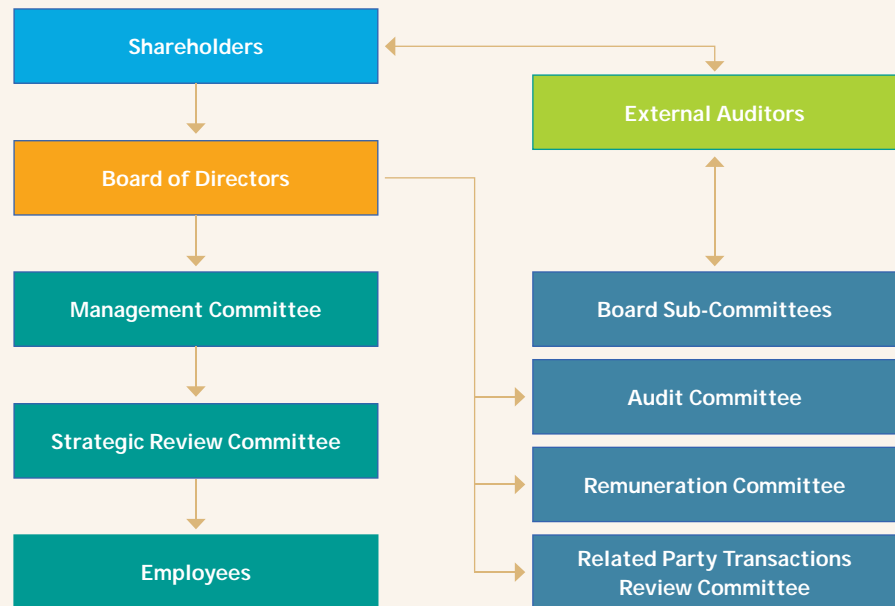 Shareholders
External Auditors
Board of Directors
Management Committee
Board Sub-Committees
Audit Committee
Strategic Review Committee
Remuneration Committee
Employees
Related Party Transactions
Review Committee